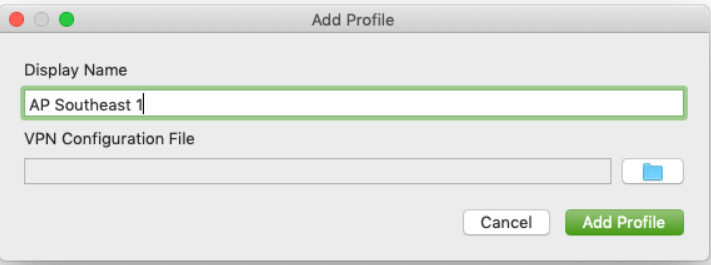 Add Profile
Display Name
AP Southeast 1
VPN Configuration File
Cancel Add Profile